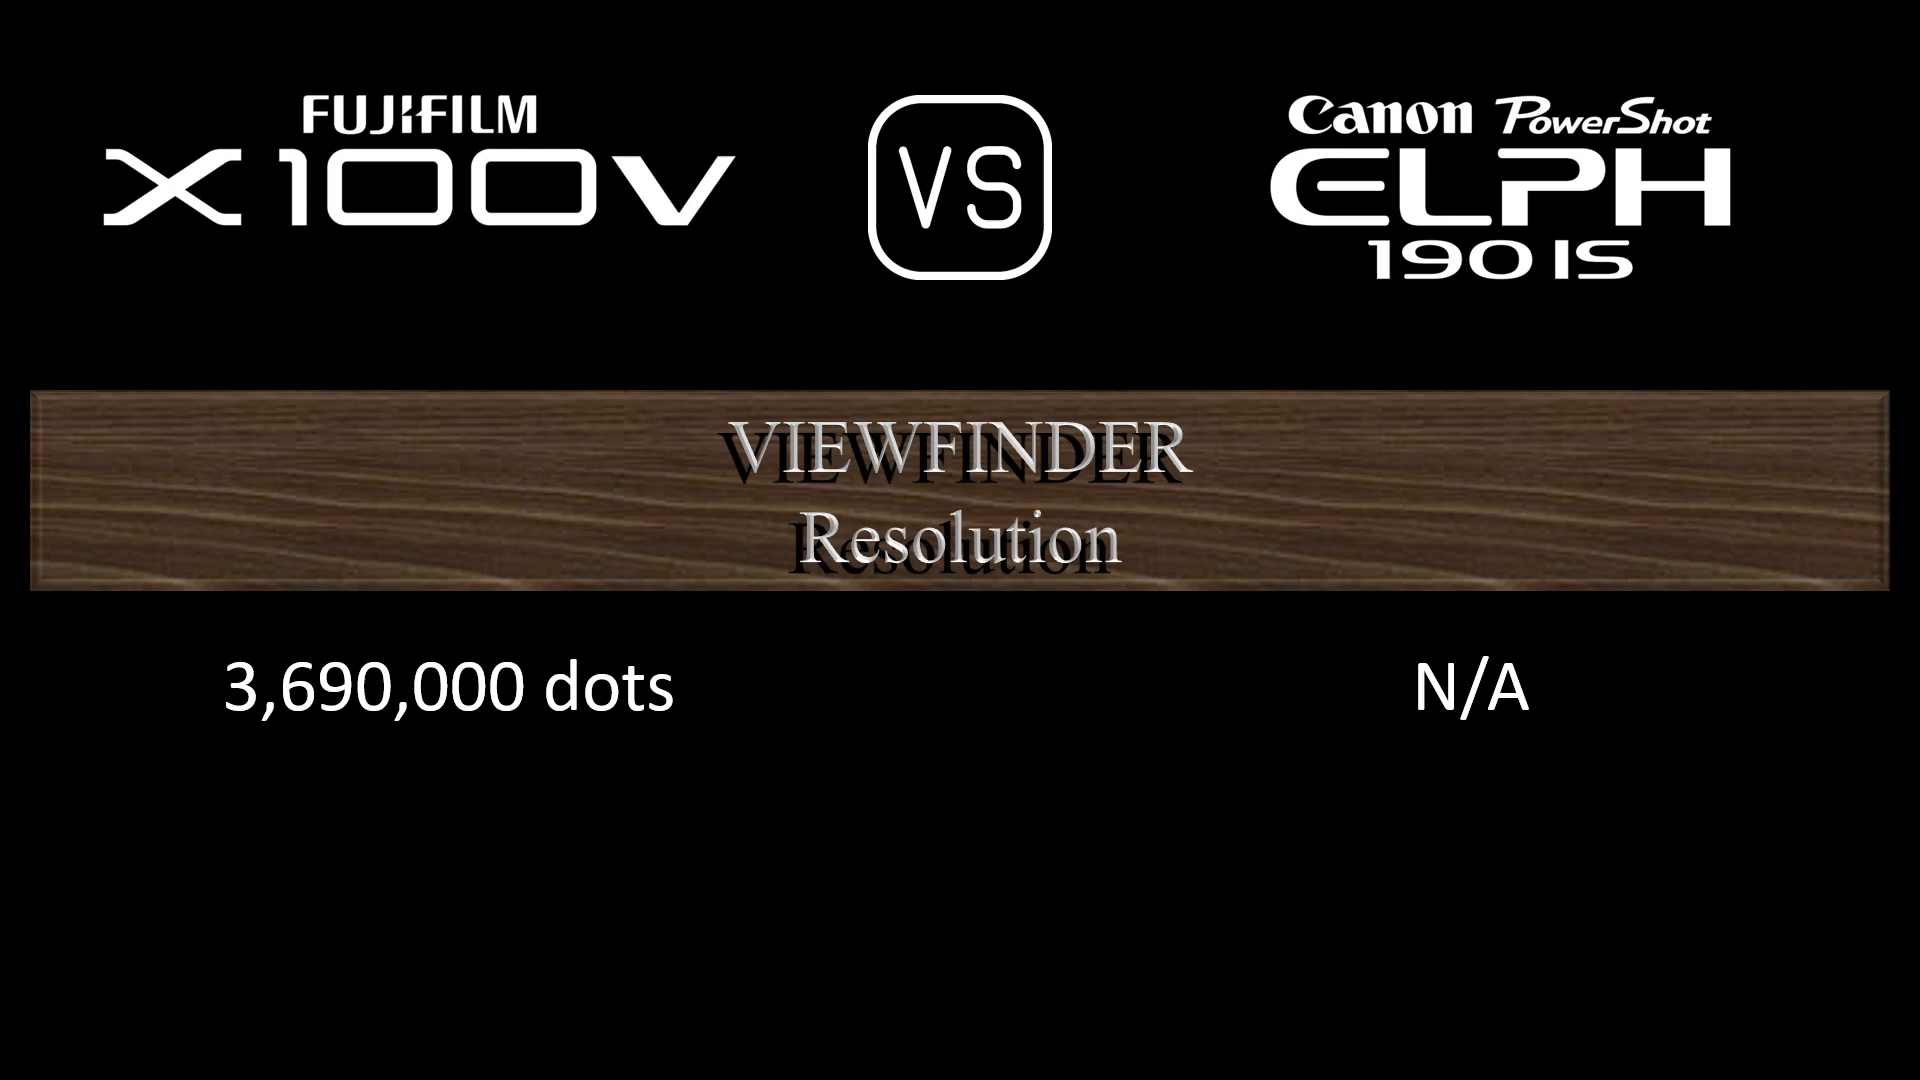 FUJIFILM
X100V
VS
Canon PowerShot
ELPH
190 IS
VIEWFINDER
Resolution
3,690,000 dots
N/A